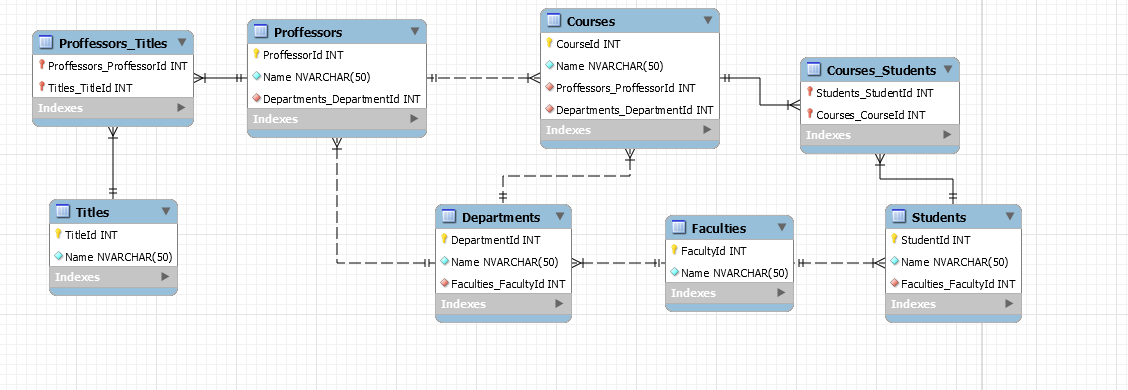 Proffessors_Titles
Proffessors_ProffessorId INT
Titles_TitleId INT
Indexes
Proffessors
ProffessorId INT
Name NVARCHAR(50)
Departments_DepartmentId INT
Indexes
Courses
CourseId INT
Name NVARCHAR(50)
Proffessors_ProffessorId INT
Departments_DepartmentId INT
Indexes
Courses_Students
Students_StudentId INT
Courses_CourseId INT
Indexes
Titles
TitleId INT
Name NVARCHAR(50)
Indexes
Departments
DepartmentId INT
Name NVARCHAR(50)
Faculties_FacultyId INT
Indexes
Faculties
FacultyId INT
Name NVARCHAR(50)
Indexes
Students
StudentId INT
Name NVARCHAR(50)
Faculties_FacultyId INT
Indexes